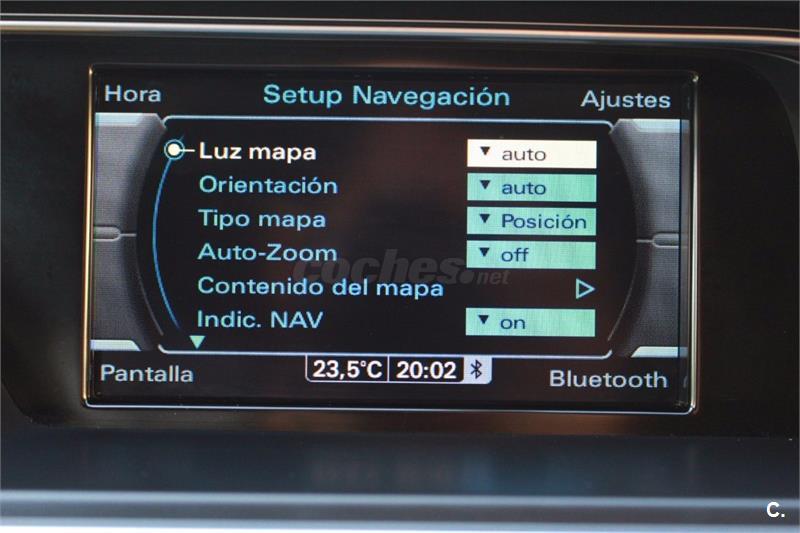 Hora Setup Navegación Ajustes
Luz mapa ▼ auto
Orientación ▼ auto
Tipo mapa ▼ Posición
Auto-Zoom ▼ off
coches.net
Contenido del mapa
Indic. NAV ▼ on
Pantalla 23,5°C 20:02 Bluetooth
C.